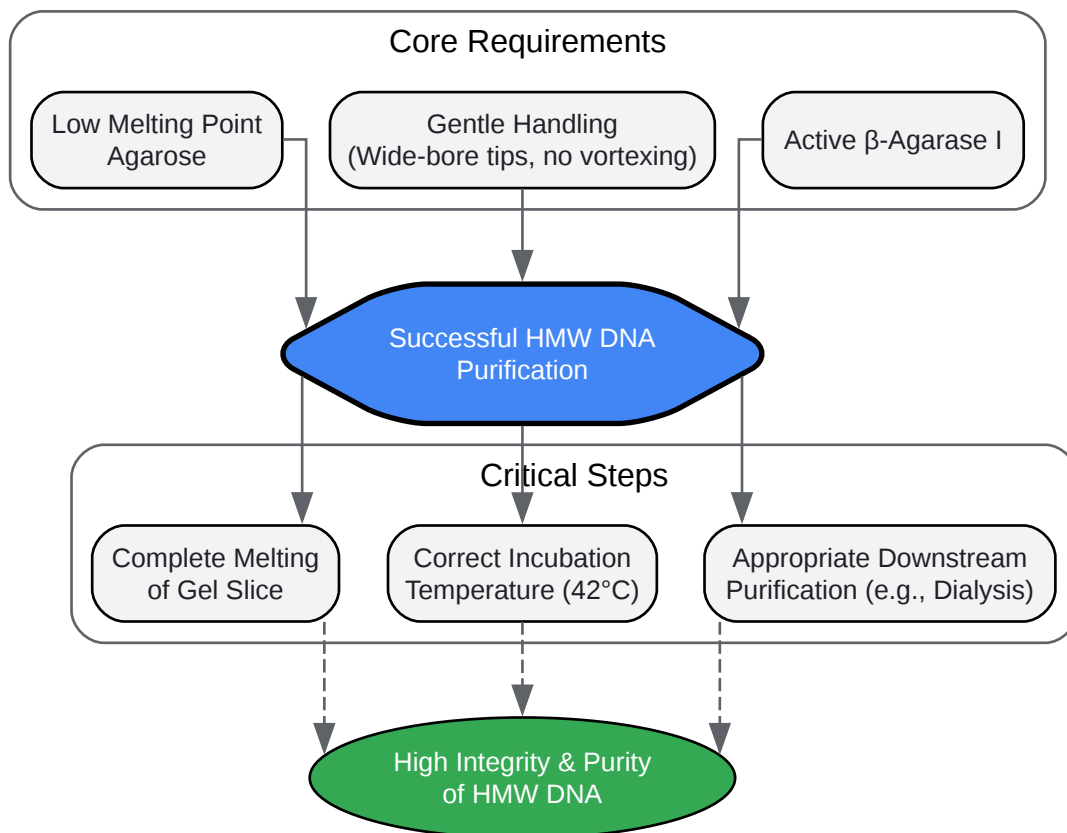 Core Requirements
Low Melting Point
Agarose
Gentle Handling
(Wide-bore tips, no vortexing)
Active β-Agarase I
Successful HMW DNA
Purification
Critical Steps
Complete Melting
of Gel Slice
Correct Incubation
Temperature (42°C)
Appropriate Downstream
Purification (e.g., Dialysis)
High Integrity & Purity
of HMW DNA